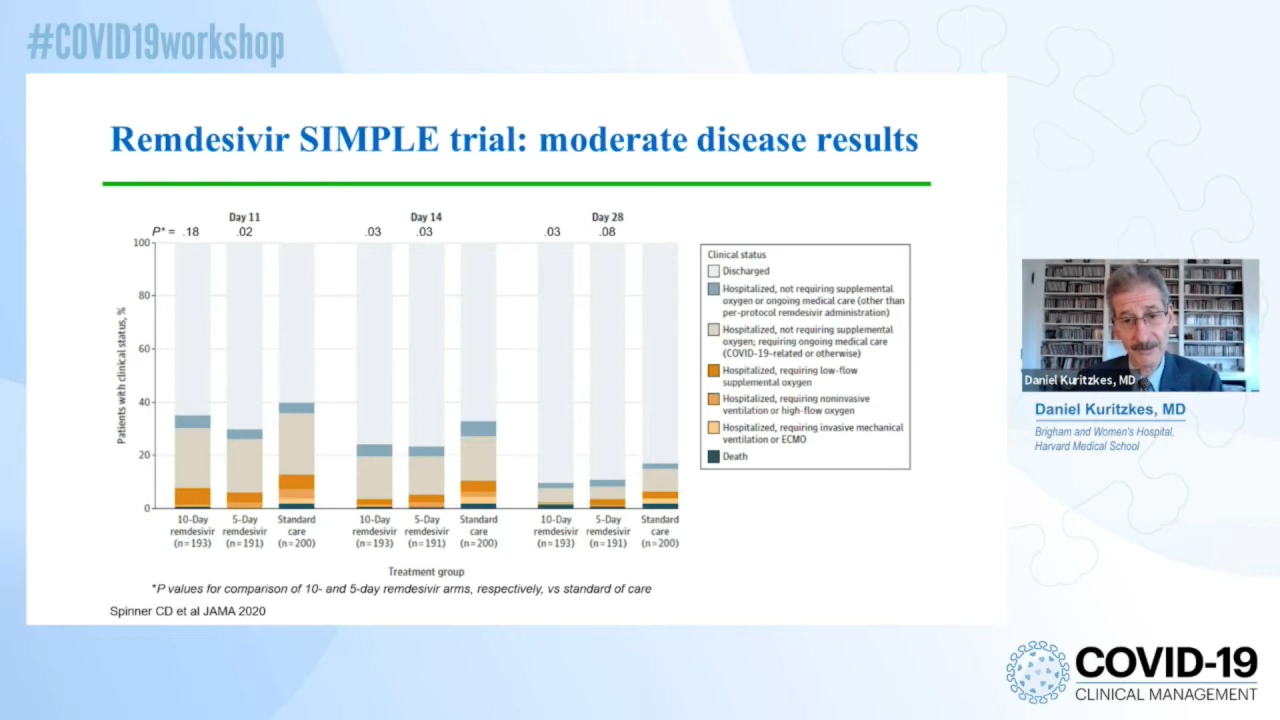 #COVID19workshop
Remdesivir SIMPLE trial: moderate disease results
Day 11
Day 14
Day 28
P* = .18 .02 .03 .03 .03 .08
100
80
60
40
20
0
Patients with clinical status, %
10-Day remdesivir (n=193)
5-Day remdesivir (n=191)
Standard care (n=200)
10-Day remdesivir (n=193)
5-Day remdesivir (n=191)
Standard care (n=200)
10-Day remdesivir (n=193)
5-Day remdesivir (n=191)
Standard care (n=200)
Treatment group
Clinical status
Discharged
Hospitalized, not requiring supplemental
oxygen or ongoing medical care (other than
per-protocol remdesivir administration)
Hospitalized, not requiring supplemental
oxygen; requiring ongoing medical care
(COVID-19-related or otherwise)
Hospitalized, requiring low-flow
supplemental oxygen
Hospitalized, requiring noninvasive
ventilation or high-flow oxygen
Hospitalized, requiring invasive mechanical
ventilation or ECMO
Death
*P values for comparison of 10- and 5-day remdesivir arms, respectively, vs standard of care
Spinner CD et al JAMA 2020
Daniel Kuritzkes, MD
Daniel Kuritzkes, MD
Brigham and Women's Hospital,
Harvard Medical School
COVID-19
CLINICAL MANAGEMENT